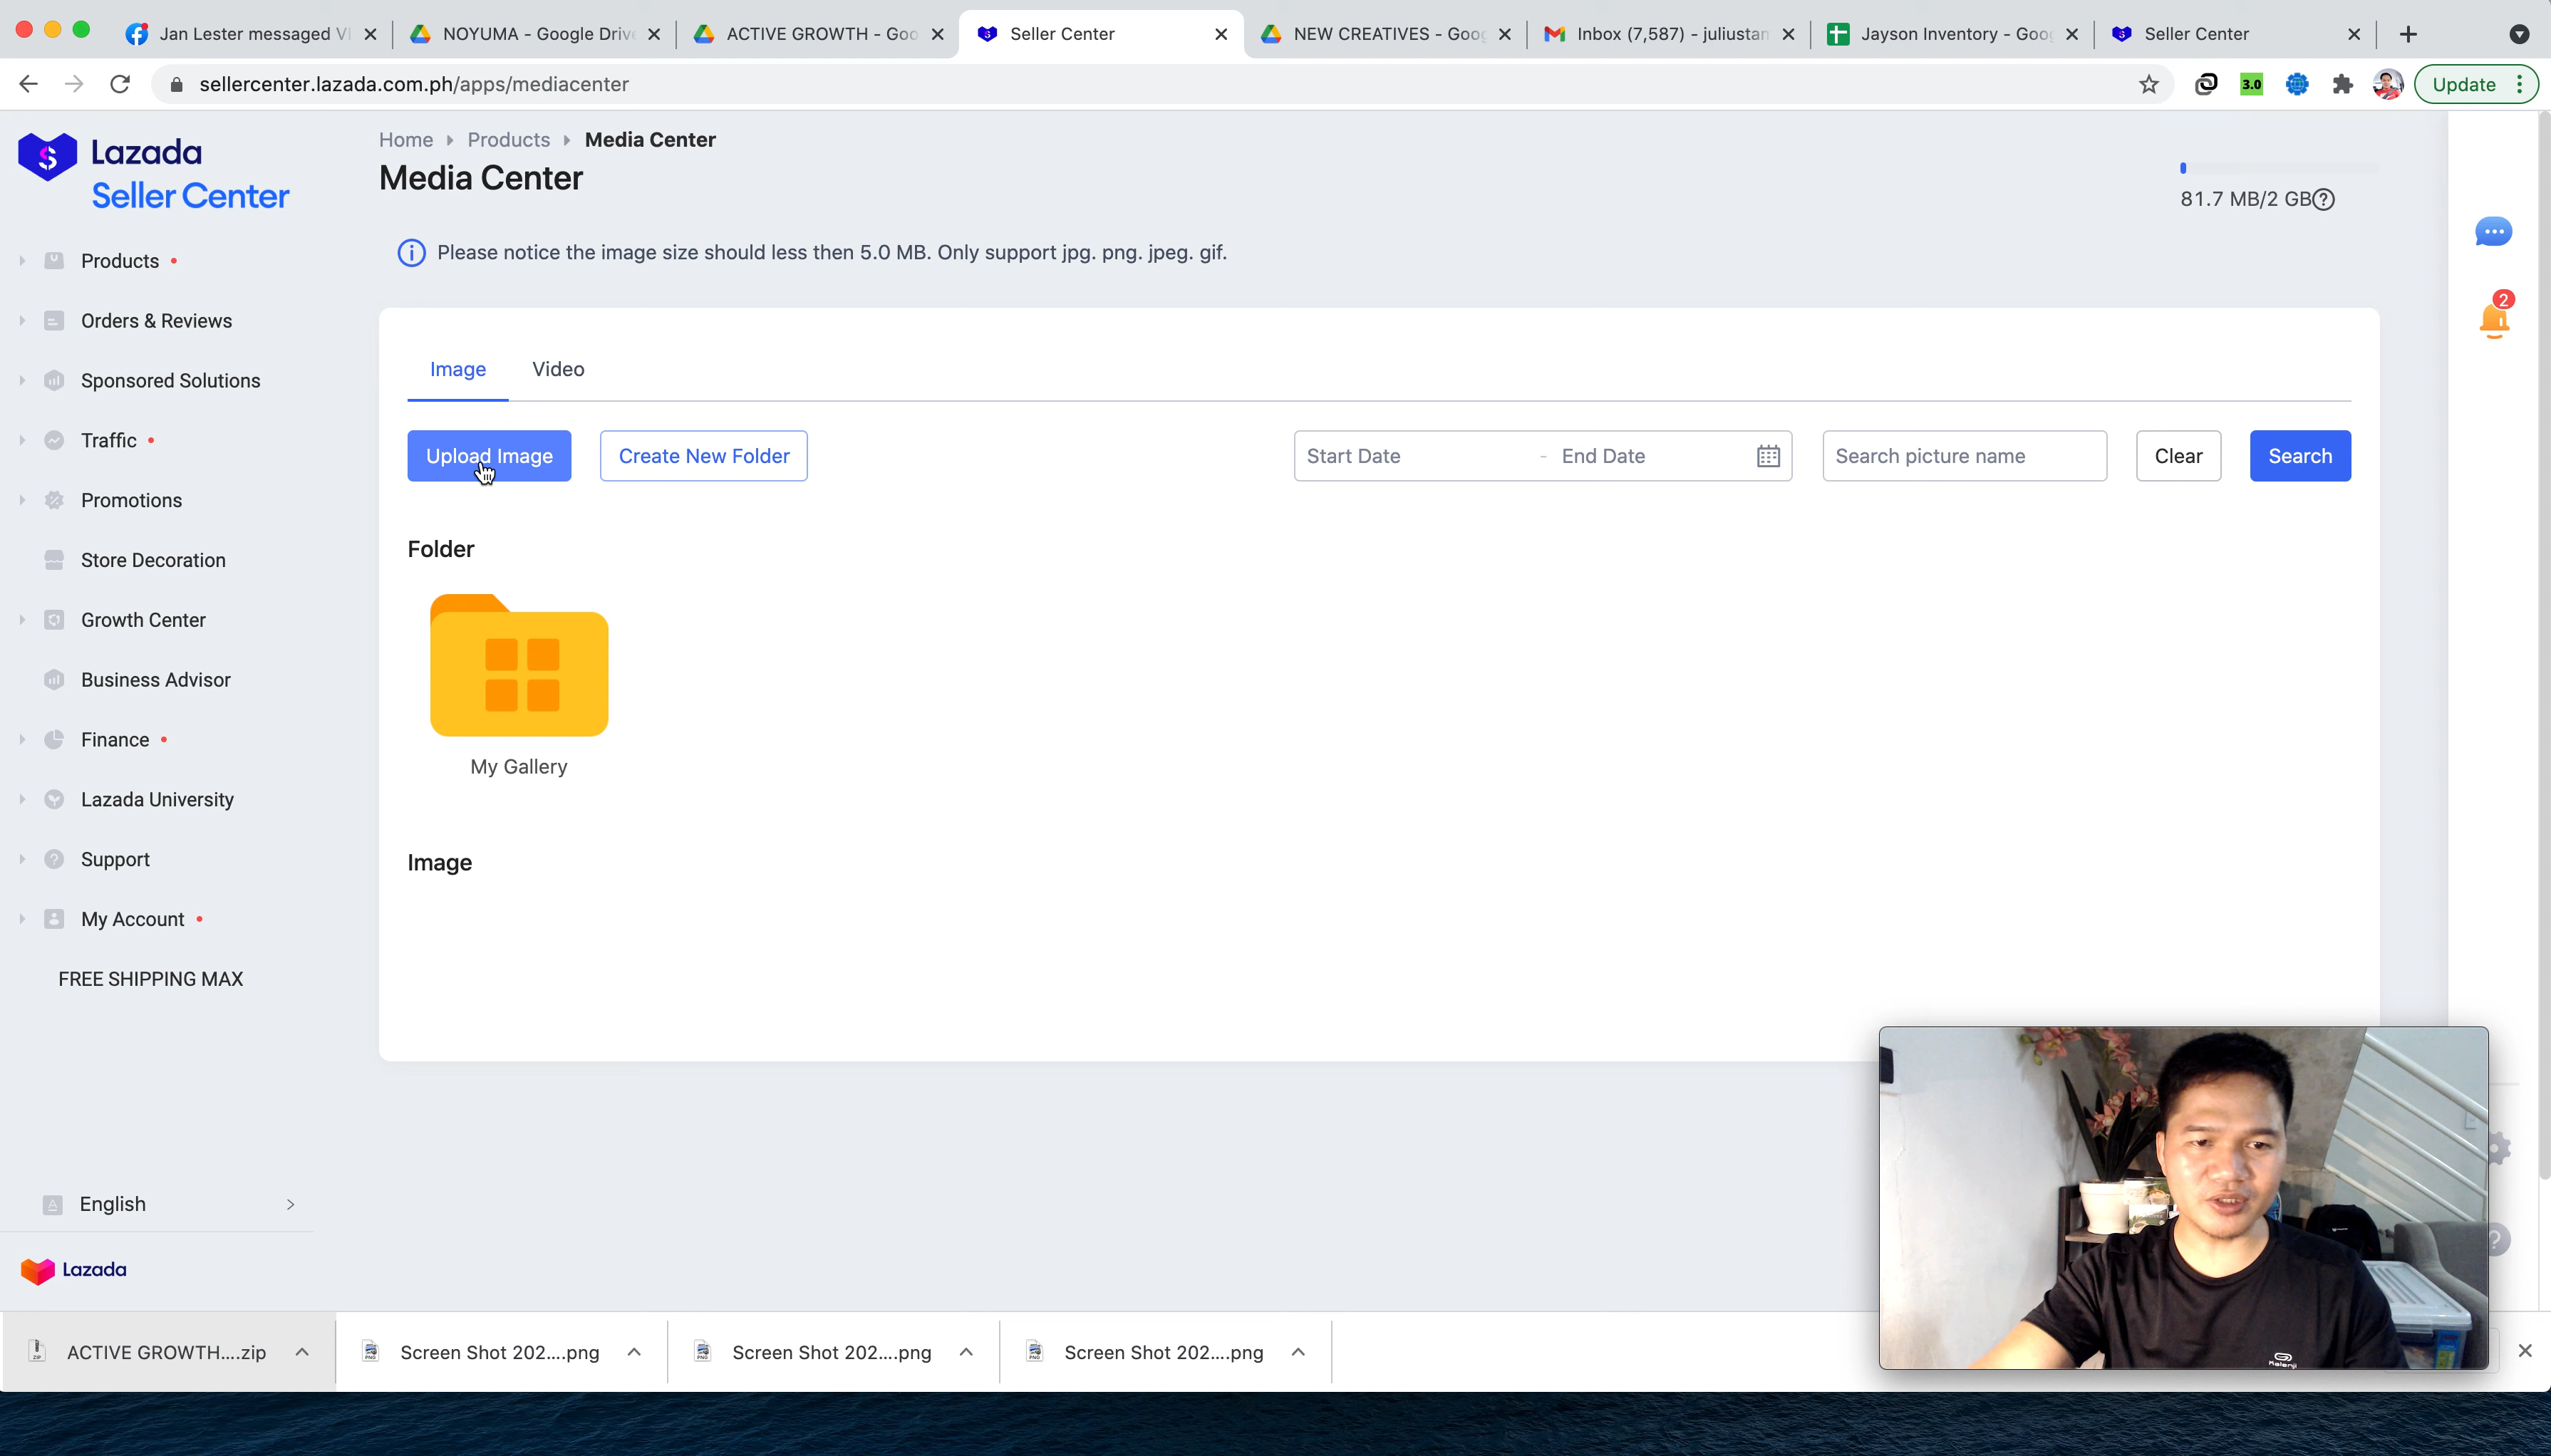 Jan Lester messaged
NOYUMA - Google Drive
ACTIVE GROWTH - Goo
Seller Center
NEW CREATIVES - Goog
Inbox (7,587) - juliustan
Jayson Inventory - Goog
Seller Center
sellercenter.lazada.com.ph/apps/mediacenter
3.0
Update
Lazada
Seller Center
Home
Products
Media Center
Media Center
81.7 MB/2 GB
Please notice the image size should less then 5.0 MB. Only support jpg. png. jpeg. gif.
2
Products
Orders & Reviews
Sponsored Solutions
Traffic
Promotions
Store Decoration
Growth Center
Business Advisor
Finance
Lazada University
Support
My Account
FREE SHIPPING MAX
English
Lazada
Image
Video
Upload Image
Create New Folder
Start Date
-
End Date
Search picture name
Clear
Search
Folder
My Gallery
Image
Kalenji
ACTIVE GROWTH....zip
Screen Shot 202....png
Screen Shot 202....png
Screen Shot 202....png